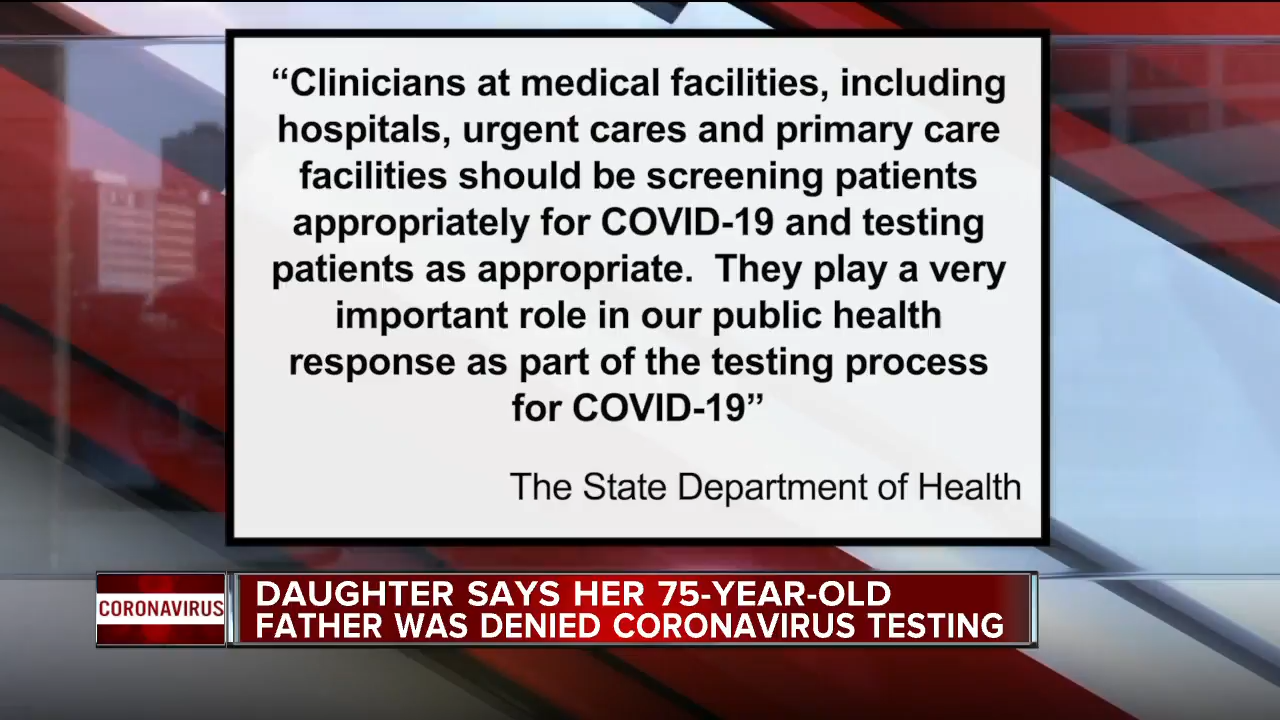 “Clinicians at medical facilities, including
hospitals, urgent cares and primary care
facilities should be screening patients
appropriately for COVID-19 and testing
patients as appropriate.  They play a very
important role in our public health
response as part of the testing process
for COVID-19”
The State Department of Health
CORONAVIRUS
DAUGHTER SAYS HER 75-YEAR-OLD
FATHER WAS DENIED CORONAVIRUS TESTING